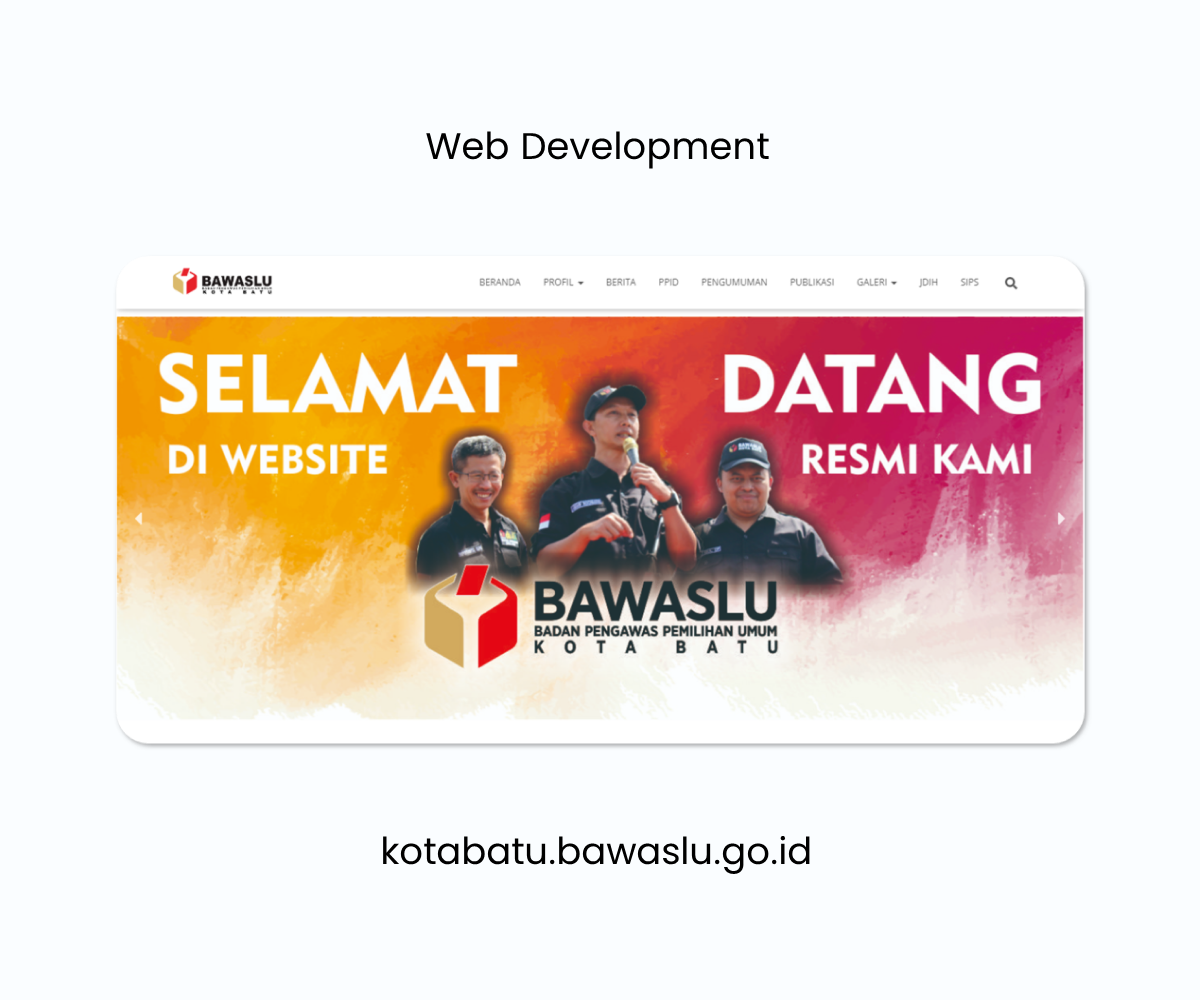 Web Development
BAWASLU
KOTA BATU
BERANDA PROFIL BERITA PPID PENGUMUMAN PUBLIKASI GALERI JDIH SIPS
SELAMAT DATANG
DI WEBSITE RESMI KAMI
BAWASLU
BADAN PENGAWAS PEMILIHAN UMUM
KOTA BATU
kotabatu.bawaslu.go.id